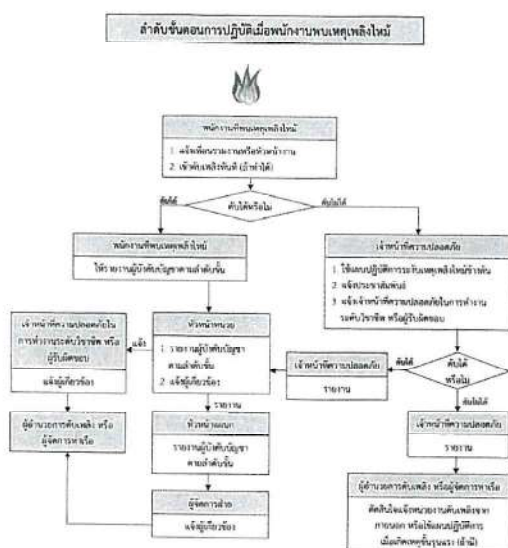 ลำดับขั้นตอนการปฏิบัติเมื่อพนักงานพบเหตุเพลิงไหม้
พนักงานที่พบเหตุเพลิงไหม้
1. แจ้งเพื่อนร่วมงานหรือหัวหน้างาน
2. เข้าดับเพลิงทันที (ถ้าทำได้)
ดับได้
ดับได้หรือไม่
ดับไม่ได้
พนักงานที่พบเหตุเพลิงไหม้
ให้รายงานผู้บังคับบัญชาตามลำดับขั้น
เจ้าหน้าที่ความปลอดภัย
1. ใช้แผนปฏิบัติการระงับเหตุเพลิงไหม้ข้างต้น
2. แจ้งประชาสัมพันธ์
3. แจ้งเจ้าหน้าที่ความปลอดภัยในการทำงาน
ระดับวิชาชีพ หรือผู้รับผิดชอบ
เจ้าหน้าที่ความปลอดภัยใน
การทำงานระดับวิชาชีพ หรือ
ผู้รับผิดชอบ
แจ้งผู้เกี่ยวข้อง
แจ้ง
หัวหน้าหน่วย
1. รายงานผู้บังคับบัญชา
ตามลำดับขั้น
2. แจ้งผู้เกี่ยวข้อง
เจ้าหน้าที่ความปลอดภัย
รายงาน
ดับได้
ดับได้
หรือไม่
ดับไม่ได้
รายงาน
ผู้อำนวยการดับเพลิง หรือ
ผู้จัดการท่าเรือ
หัวหน้าแผนก
รายงานผู้บังคับบัญชา
ตามลำดับขั้น
เจ้าหน้าที่ความปลอดภัย
รายงาน
ผู้จัดการฝ่าย
แจ้งผู้เกี่ยวข้อง
ผู้อำนวยการดับเพลิง หรือผู้จัดการท่าเรือ
ตัดสินใจแจ้งหน่วยงานดับเพลิงจาก
ภายนอก หรือใช้แผนปฏิบัติการ
เมื่อเกิดเหตุขั้นรุนแรง (ถ้ามี)